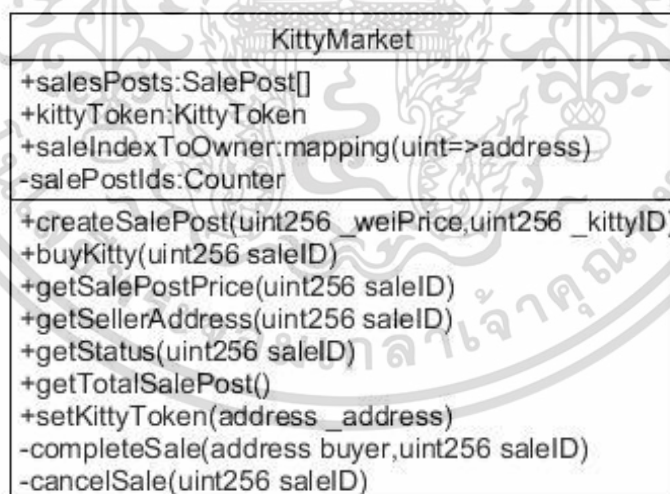 KittyMarket
+salesPosts:SalePost[]
+kittyToken:KittyToken
+saleIndexToOwner:mapping(uint=>address)
-salePostIds:Counter
+createSalePost(uint256 _weiPrice,uint256 _kittyID)
+buyKitty(uint256 saleID)
+getSalePostPrice(uint256 saleID)
+getSellerAddress(uint256 saleID)
+getStatus(uint256 saleID)
+getTotalSalePost()
+setKittyToken(address _address)
-completeSale(address buyer,uint256 saleID)
-cancelSale(uint256 saleID)